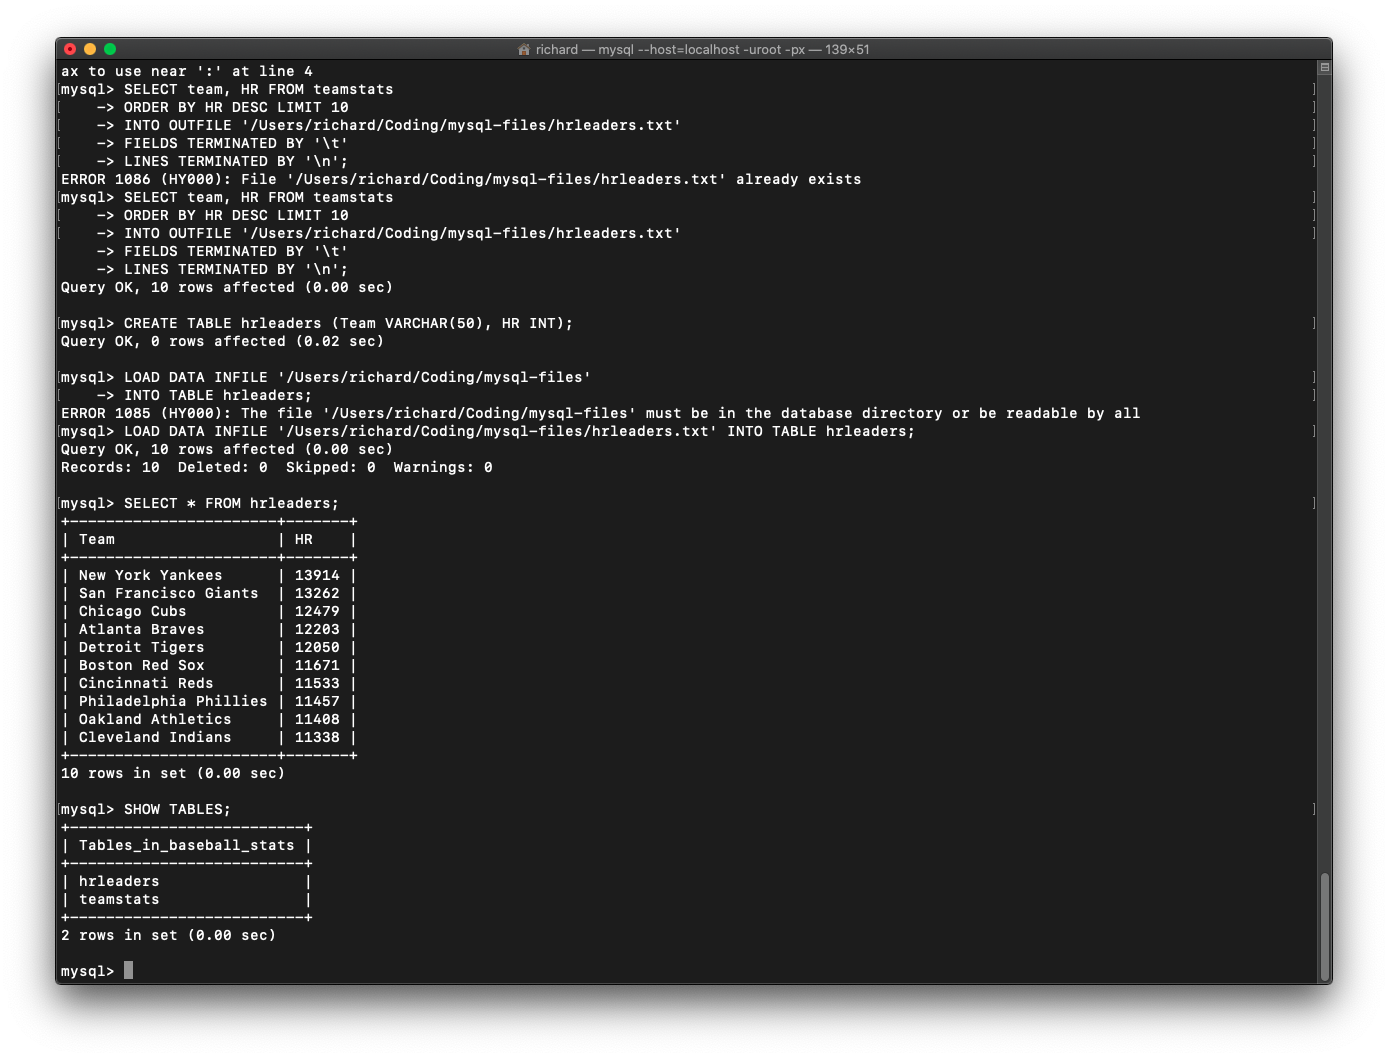 richard — mysql --host=localhost -uroot -px — 139×51
ax to use near ':' at line 4
[mysql> SELECT team, HR FROM teamstats ]
[    -> ORDER BY HR DESC LIMIT 10 ]
[    -> INTO OUTFILE '/Users/richard/Coding/mysql-files/hrleaders.txt' ]
[    -> FIELDS TERMINATED BY '\t' ]
[    -> LINES TERMINATED BY '\n'; ]
ERROR 1086 (HY000): File '/Users/richard/Coding/mysql-files/hrleaders.txt' already exists
[mysql> SELECT team, HR FROM teamstats ]
[    -> ORDER BY HR DESC LIMIT 10 ]
[    -> INTO OUTFILE '/Users/richard/Coding/mysql-files/hrleaders.txt' ]
    -> FIELDS TERMINATED BY '\t'
    -> LINES TERMINATED BY '\n';
Query OK, 10 rows affected (0.00 sec)

[mysql> CREATE TABLE hrleaders (Team VARCHAR(50), HR INT); ]
Query OK, 0 rows affected (0.02 sec)

[mysql> LOAD DATA INFILE '/Users/richard/Coding/mysql-files' ]
[    -> INTO TABLE hrleaders; ]
ERROR 1085 (HY000): The file '/Users/richard/Coding/mysql-files' must be in the database directory or be readable by all
[mysql> LOAD DATA INFILE '/Users/richard/Coding/mysql-files/hrleaders.txt' INTO TABLE hrleaders; ]
Query OK, 10 rows affected (0.00 sec)
Records: 10  Deleted: 0  Skipped: 0  Warnings: 0

[mysql> SELECT * FROM hrleaders; ]
+-----------------------+-------+
| Team                  | HR    |
+-----------------------+-------+
| New York Yankees      | 13914 |
| San Francisco Giants  | 13262 |
| Chicago Cubs          | 12479 |
| Atlanta Braves        | 12203 |
| Detroit Tigers        | 12050 |
| Boston Red Sox        | 11671 |
| Cincinnati Reds       | 11533 |
| Philadelphia Phillies | 11457 |
| Oakland Athletics     | 11408 |
| Cleveland Indians     | 11338 |
+-----------------------+-------+
10 rows in set (0.00 sec)

[mysql> SHOW TABLES; ]
+--------------------------+
| Tables_in_baseball_stats |
+--------------------------+
| hrleaders                |
| teamstats                |
+--------------------------+
2 rows in set (0.00 sec)

mysql>